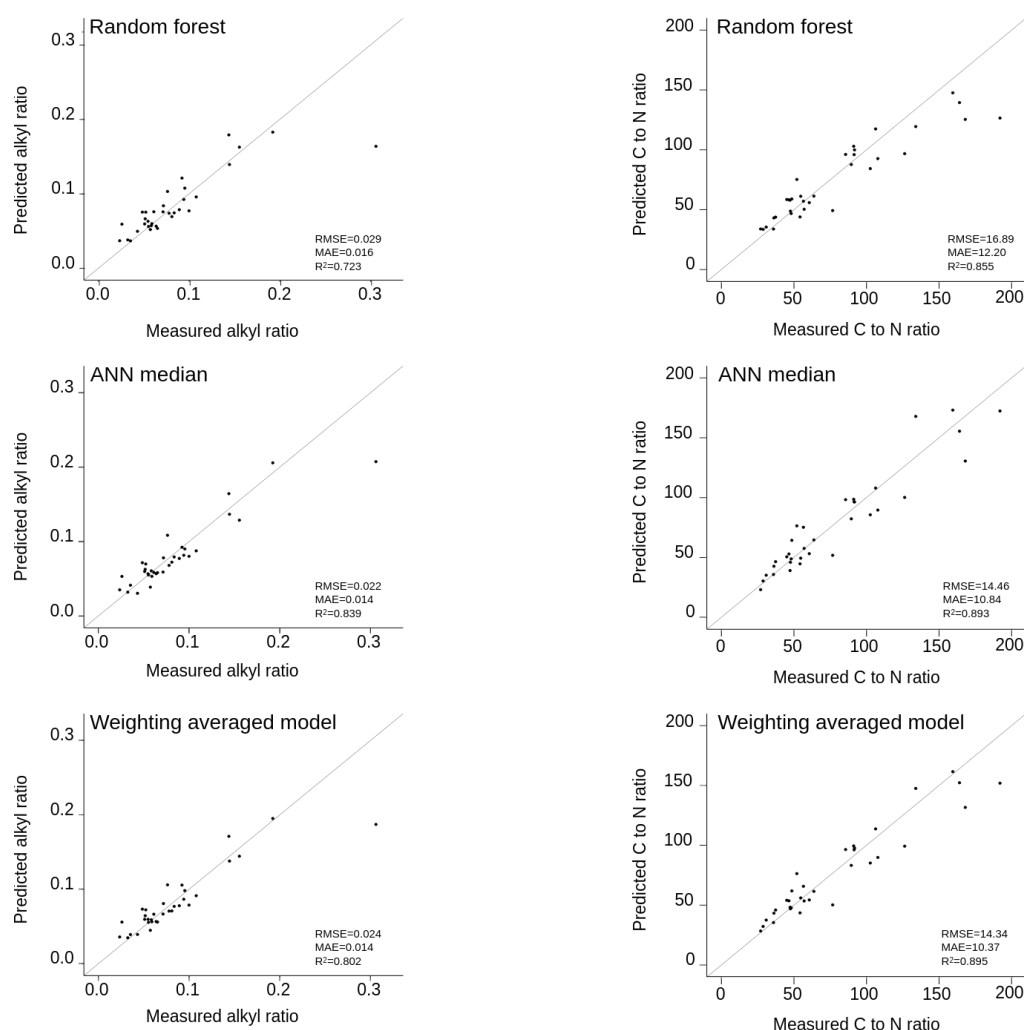 Random forest
Predicted alkyl ratio
0.3
0.2
0.1
0.0
RMSE=0.029
MAE=0.016
R²=0.723
0.0 0.1 0.2 0.3
Measured alkyl ratio
Random forest
Predicted C to N ratio
200
150
100
50
0
RMSE=16.89
MAE=12.20
R²=0.855
0 50 100 150 200
Measured C to N ratio
ANN median
Predicted alkyl ratio
0.3
0.2
0.1
0.0
RMSE=0.022
MAE=0.014
R²=0.839
0.0 0.1 0.2 0.3
Measured alkyl ratio
ANN median
Predicted C to N ratio
200
150
100
50
0
RMSE=14.46
MAE=10.84
R²=0.893
0 50 100 150 200
Measured C to N ratio
Weighting averaged model
Predicted alkyl ratio
0.3
0.2
0.1
0.0
RMSE=0.024
MAE=0.014
R²=0.802
0.0 0.1 0.2 0.3
Measured alkyl ratio
Weighting averaged model
Predicted C to N ratio
200
150
100
50
0
RMSE=14.34
MAE=10.37
R²=0.895
0 50 100 150 200
Measured C to N ratio